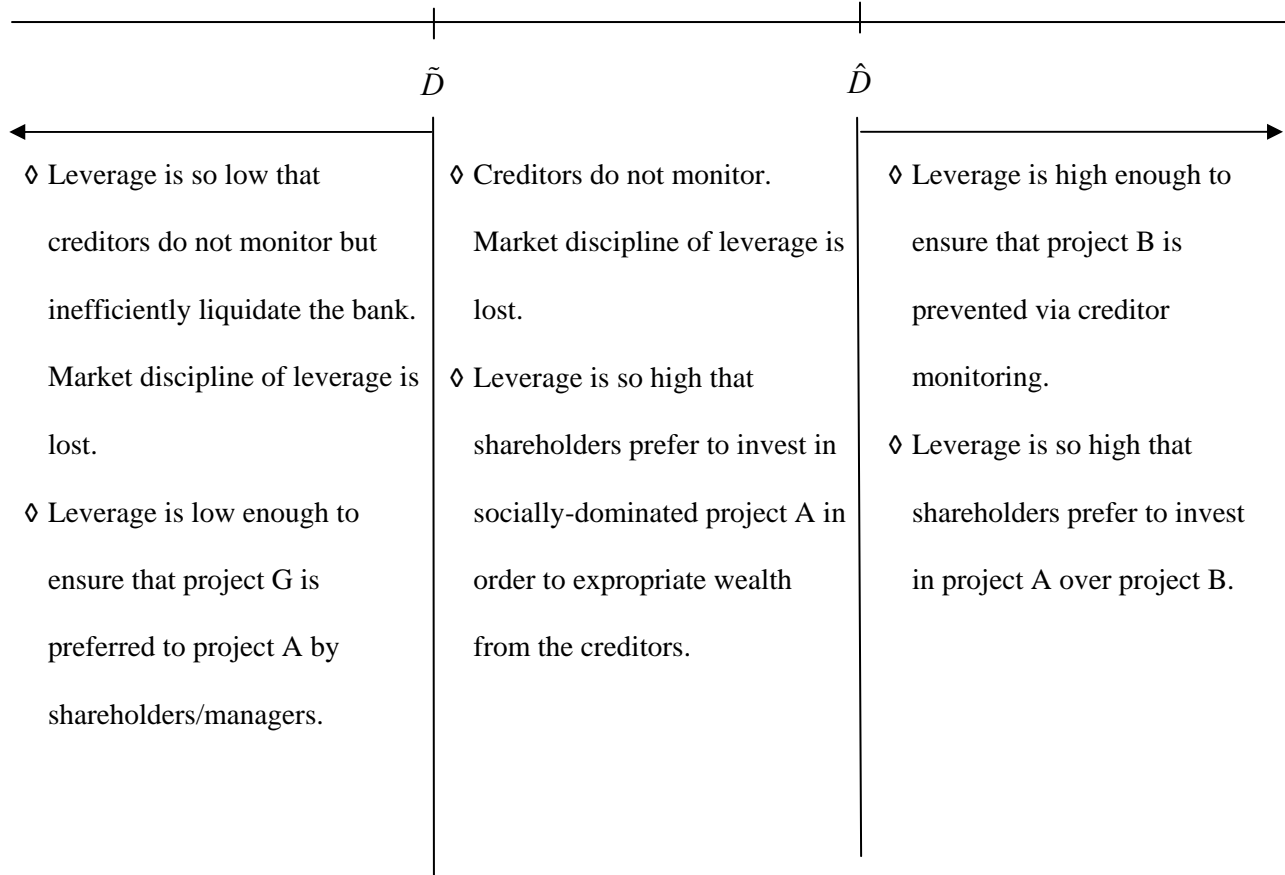 D̃
D̂
◊ Leverage is so low that
creditors do not monitor but
inefficiently liquidate the bank.
Market discipline of leverage is
lost.
◊ Leverage is low enough to
ensure that project G is
preferred to project A by
shareholders/managers.
◊ Creditors do not monitor.
Market discipline of leverage is
lost.
◊ Leverage is so high that
shareholders prefer to invest in
socially-dominated project A in
order to expropriate wealth
from the creditors.
◊ Leverage is high enough to
ensure that project B is
prevented via creditor
monitoring.
◊ Leverage is so high that
shareholders prefer to invest
in project A over project B.